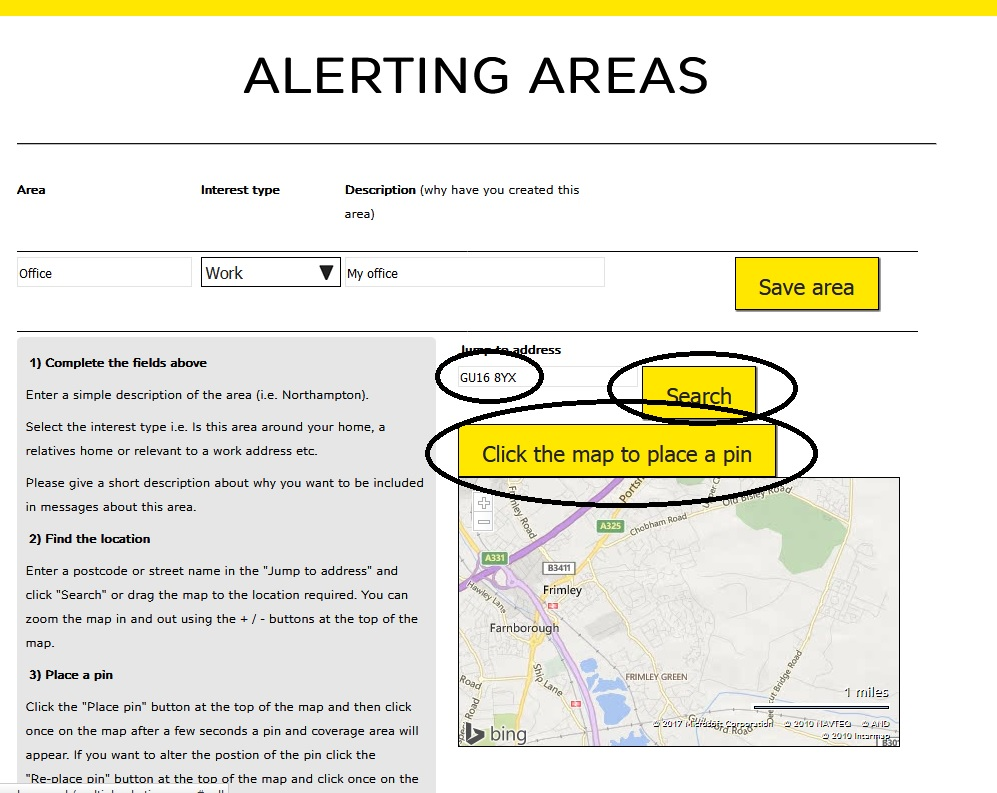 ALERTING AREAS
Area
Interest type
Description (why have you created this
area)
Office
Work
My office
Save area
1) Complete the fields above
Enter a simple description of the area (i.e. Northampton).
Select the interest type i.e. Is this area around your home, a
relatives home or relevant to a work address etc.
Please give a short description about why you want to be included
in messages about this area.
2) Find the location
Enter a postcode or street name in the "Jump to address" and
click "Search" or drag the map to the location required. You can
zoom the map in and out using the + / - buttons at the top of the
map.
3) Place a pin
Click the "Place pin" button at the top of the map and then click
once on the map after a few seconds a pin and coverage area will
appear. If you want to alter the postion of the pin click the
"Re-place pin" button at the top of the map and click once on the
Jump to address
GU16 8YX
Search
Click the map to place a pin
Frimley Road
Old Bisley Road
A325
Chobham Road
A331
B3411
Hawley Lane
Frimley
Farnborough
Ship Lane
FRIMLEY GREEN
Road
Road
Bridge Road
1 miles
© 2017 Microsoft Corporation © 2010 NAVTEQ © AND
© 2010 Intermap
bing
B30